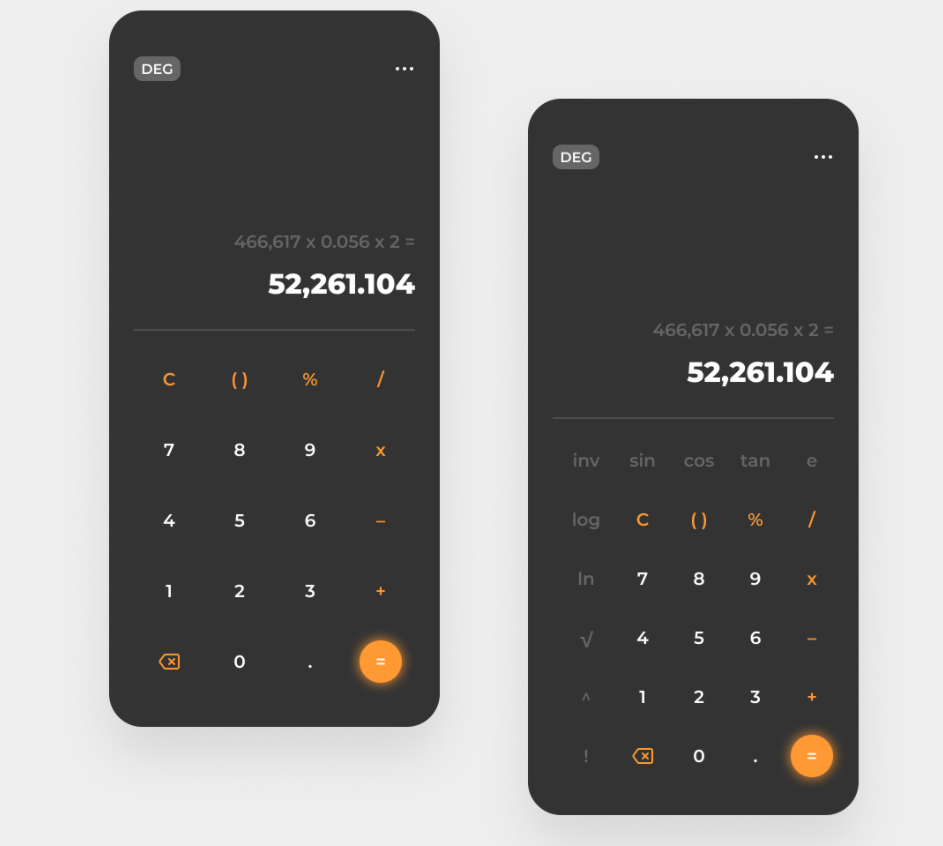 DEG ...
466,617 x 0.056 x 2 =
52,261.104
C ( ) % /
7 8 9 x
4 5 6 –
1 2 3 +
0 . =
DEG ...
466,617 x 0.056 x 2 =
52,261.104
inv sin cos tan e
log C ( ) % /
ln 7 8 9 x
√ 4 5 6 –
^ 1 2 3 +
! 0 . =